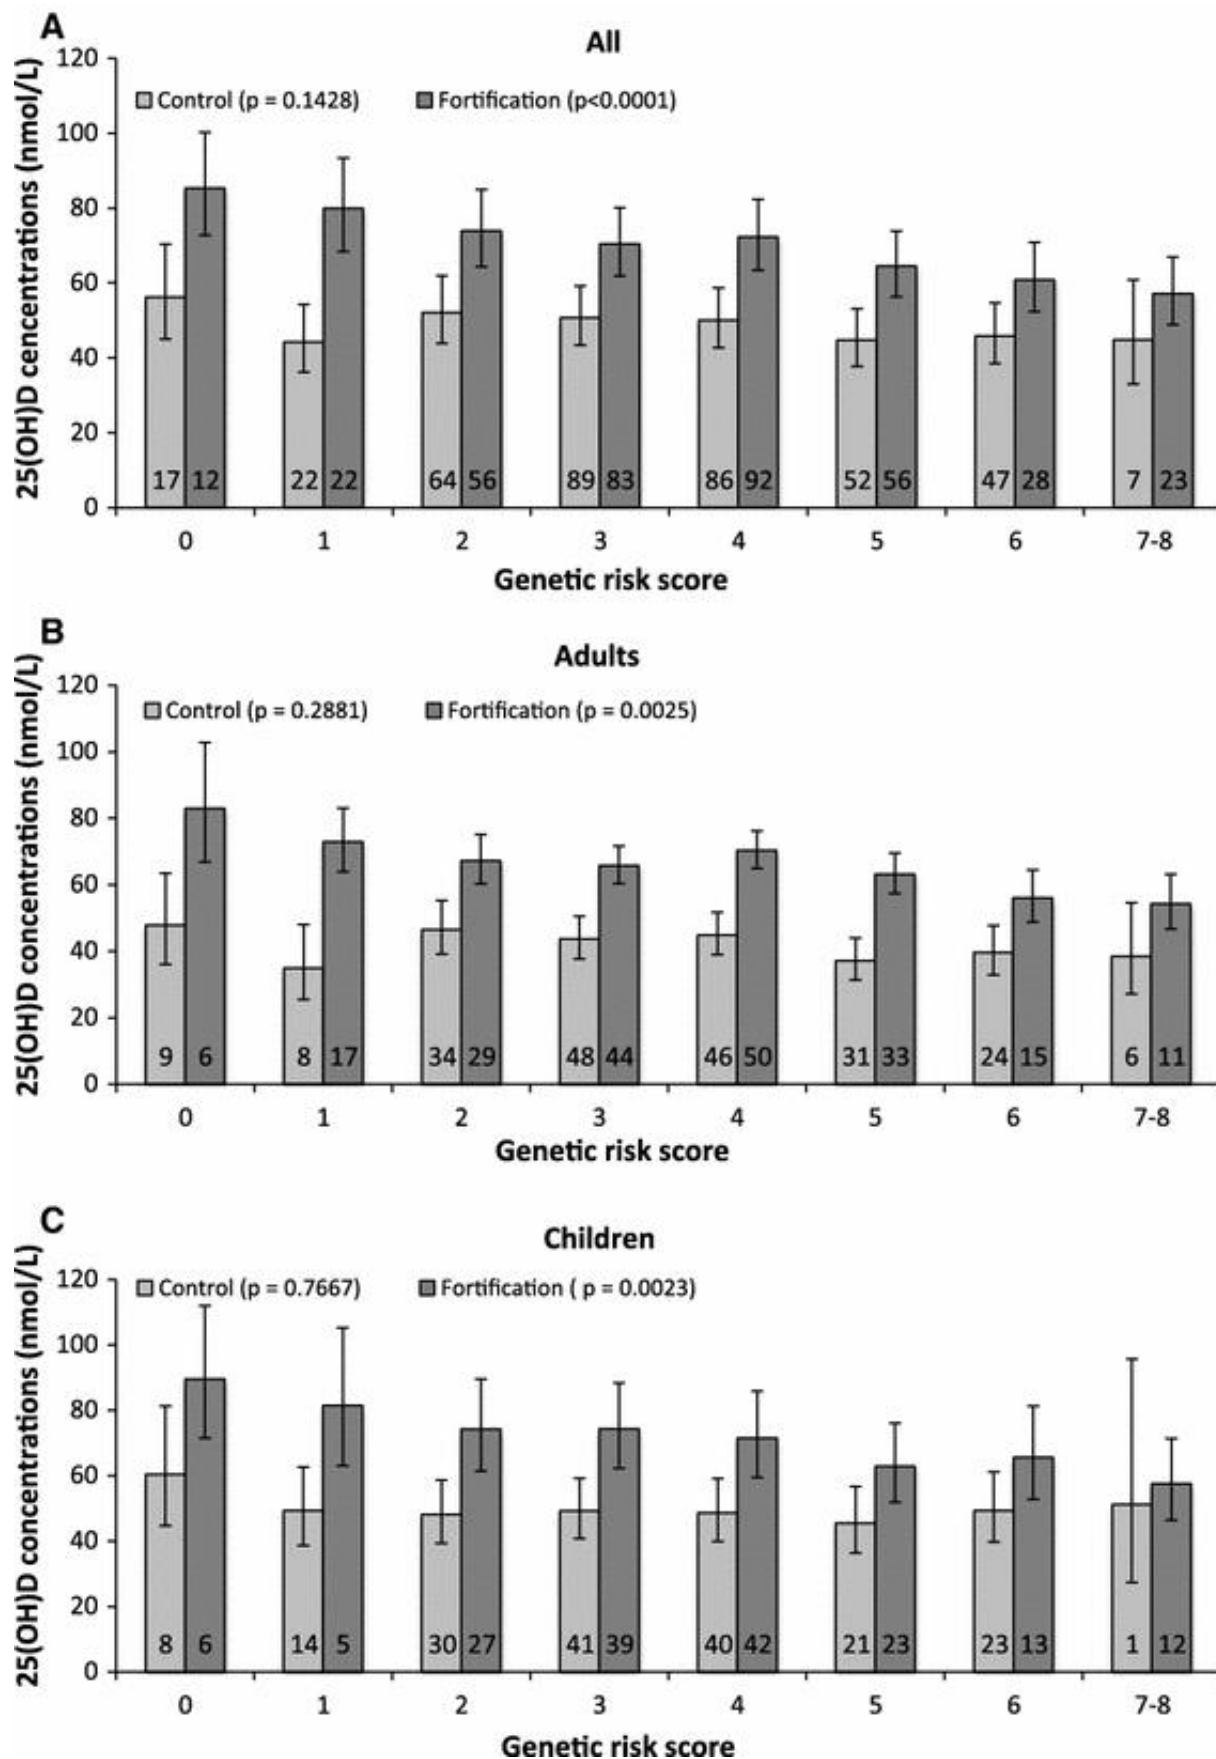 A
All
25(OH)D cencentrations (nmol/L)
120
100
80
60
40
20
0
Control (p = 0.1428)
Fortification (p<0.0001)
17 12 22 22 64 56 89 83 86 92 52 56 47 28 7 23
0 1 2 3 4 5 6 7-8
Genetic risk score
B
Adults
25(OH)D concentrations (nmol/L)
120
100
80
60
40
20
0
Control (p = 0.2881)
Fortification (p = 0.0025)
9 6 8 17 34 29 48 44 46 50 31 33 24 15 6 11
0 1 2 3 4 5 6 7-8
Genetic risk score
C
Children
25(OH)D concentrations (nmol/L)
120
100
80
60
40
20
0
Control (p = 0.7667)
Fortification ( p = 0.0023)
8 6 14 5 30 27 41 39 40 42 21 23 23 13 1 12
0 1 2 3 4 5 6 7-8
Genetic risk score